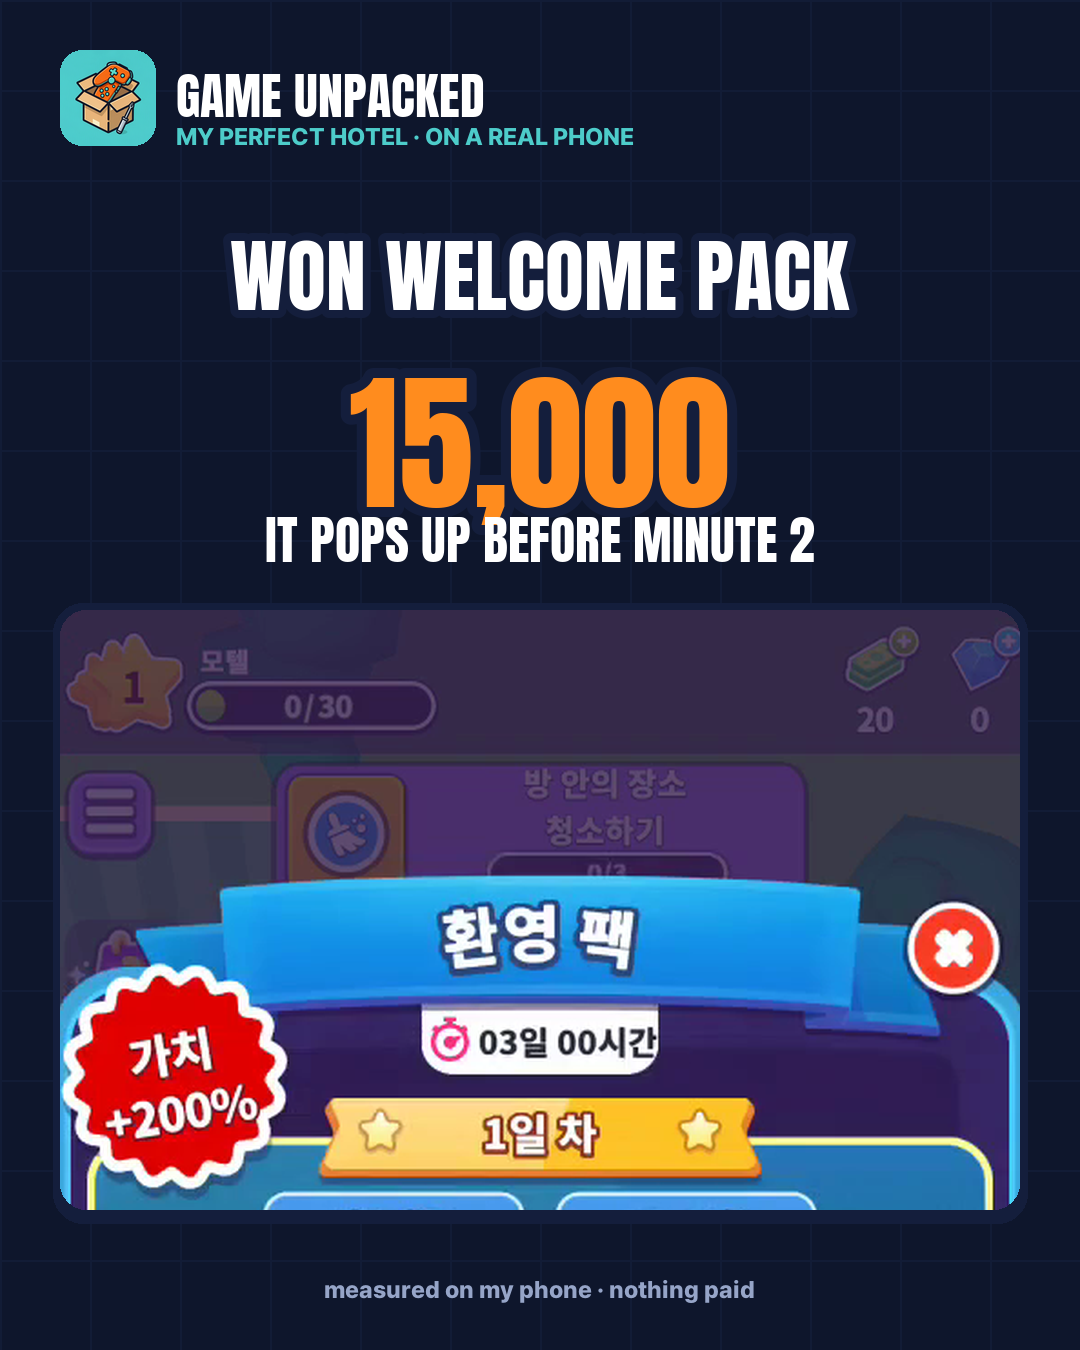 GAME UNPACKED
MY PERFECT HOTEL · ON A REAL PHONE
WON WELCOME PACK
15,000
IT POPS UP BEFORE MINUTE 2
1
모텔
0/30
20
0
방 안의 장소
청소하기
0/3
환영 팩
03일 00시간
가치
+200%
1일 차
measured on my phone · nothing paid